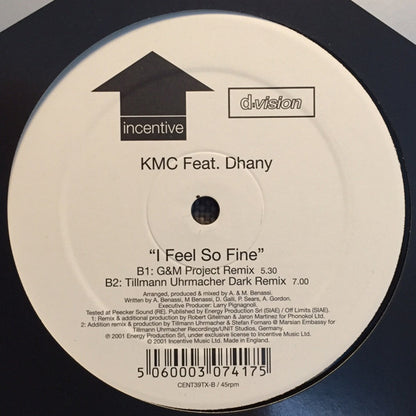 incentive
d:vision
KMC Feat. Dhany
"I Feel So Fine"
B1: G&M Project Remix 5.30
B2: Tillmann Uhrmacher Dark Remix 7.00
Arranged, produced & mixed by A. & M. Benassi.
Written by A, Benassi, M Benassi, D. Galli, P. Sears, A. Gordon.
Executive Producer: Larry Pignagnoli.
Tested at Peecker Sound (RE). Published by Energy Production Srl (SIAE) / Off Limits (SIAE).
1: Remix & additional production by Robert Gitelman & Jaron Martinez for Phonokol Ltd.
2: Addition remix & production by Tillmann Uhrmacher & Stefan Fornaro @ Marsian Embassy for
Tillmann Uhrmacher Recordings/UNIT Studios, Germany.
℗ 2001 Energy Production Srl, under exclusive license to Incentive Music Ltd.
© 2001 Incentive Music Ltd. Made in England.
5 060003 074175
CENT39TX-B / 45rpm